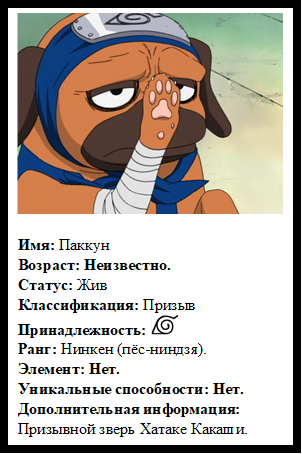 Имя: Паккун
Возраст: Неизвестно.
Статус: Жив
Классификация: Призыв
Принадлежность:
Ранг: Нинкен (пёс-ниндзя).
Элемент: Нет.
Уникальные способности: Нет.
Дополнительная информация:
Призывной зверь Хатаке Какаши.